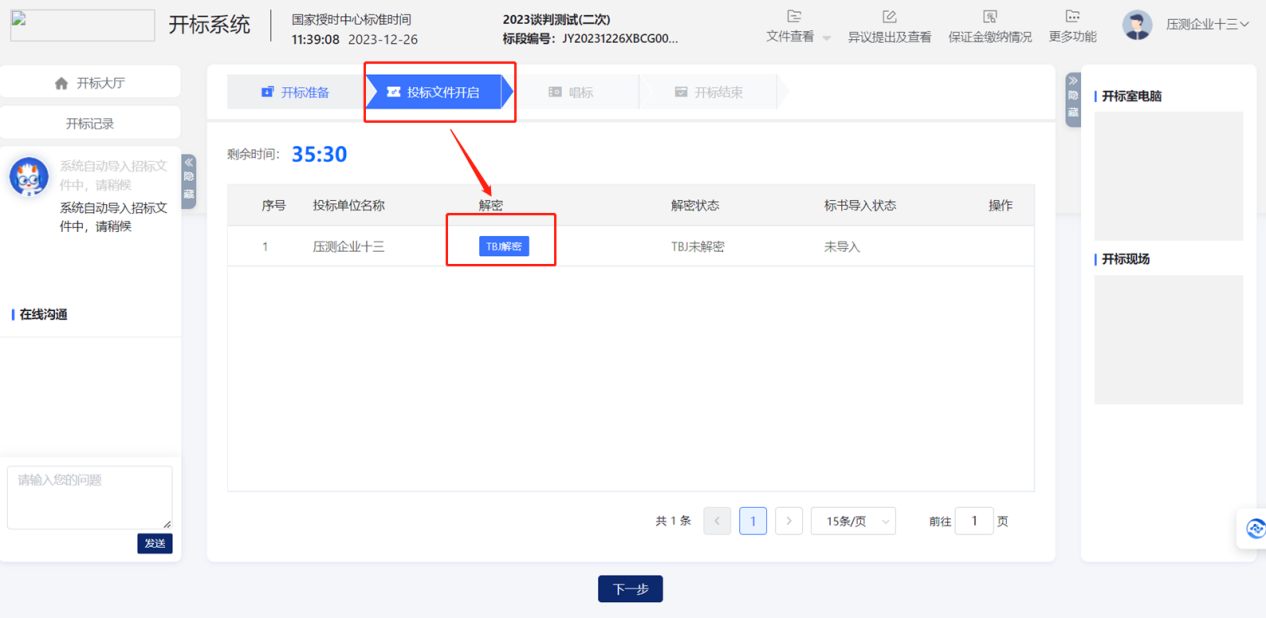 开标系统
国家授时中心标准时间
11:39:08 2023-12-26
2023谈判测试(二次)
标段编号：JY20231226XBCG00...
文件查看
异议提出及查看
保证金缴纳情况
更多功能
压测企业十三
开标大厅
开标记录
系统自动导入招标文
件中，请稍候
系统自动导入招标文
件中，请稍候
隐
藏
在线沟通
请输入您的问题
发送
开标准备
投标文件开启
唱标
开标结束
剩余时间：35:30
序号 投标单位名称 解密 解密状态 标书导入状态 操作
1 压测企业十三 TBJ解密 TBJ未解密 未导入
共 1 条 1 15条/页 前往 1 页
下一步
隐
藏
开标室电脑
开标现场